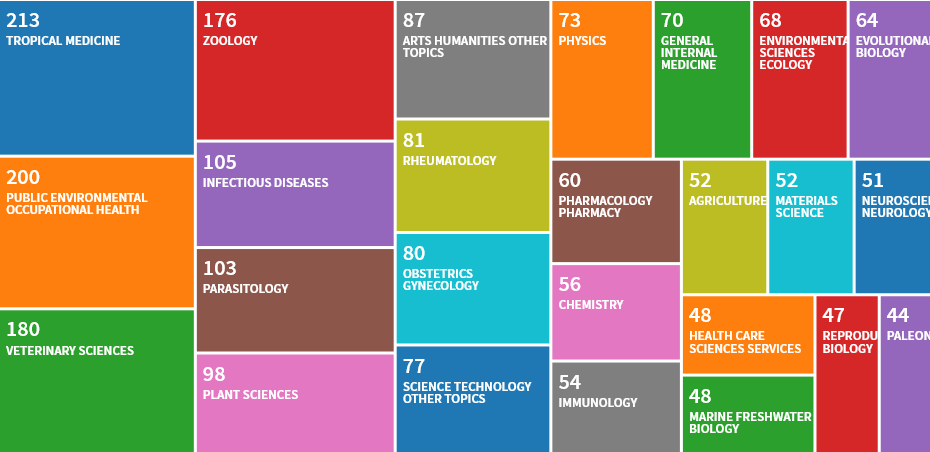 213
TROPICAL MEDICINE
200
PUBLIC ENVIRONMENTAL
OCCUPATIONAL HEALTH
180
VETERINARY SCIENCES
176
ZOOLOGY
105
INFECTIOUS DISEASES
103
PARASITOLOGY
98
PLANT SCIENCES
87
ARTS HUMANITIES OTHER
TOPICS
81
RHEUMATOLOGY
80
OBSTETRICS
GYNECOLOGY
77
SCIENCE TECHNOLOGY
OTHER TOPICS
73
PHYSICS
70
GENERAL
INTERNAL
MEDICINE
68
ENVIRONMENTA
SCIENCES
ECOLOGY
64
EVOLUTIONA
BIOLOGY
60
PHARMACOLOGY
PHARMACY
56
CHEMISTRY
54
IMMUNOLOGY
52
AGRICULTURE
52
MATERIALS
SCIENCE
51
NEUROSCIE
NEUROLOGY
48
HEALTH CARE
SCIENCES SERVICES
48
MARINE FRESHWATER
BIOLOGY
47
REPRODU
BIOLOGY
44
PALEON